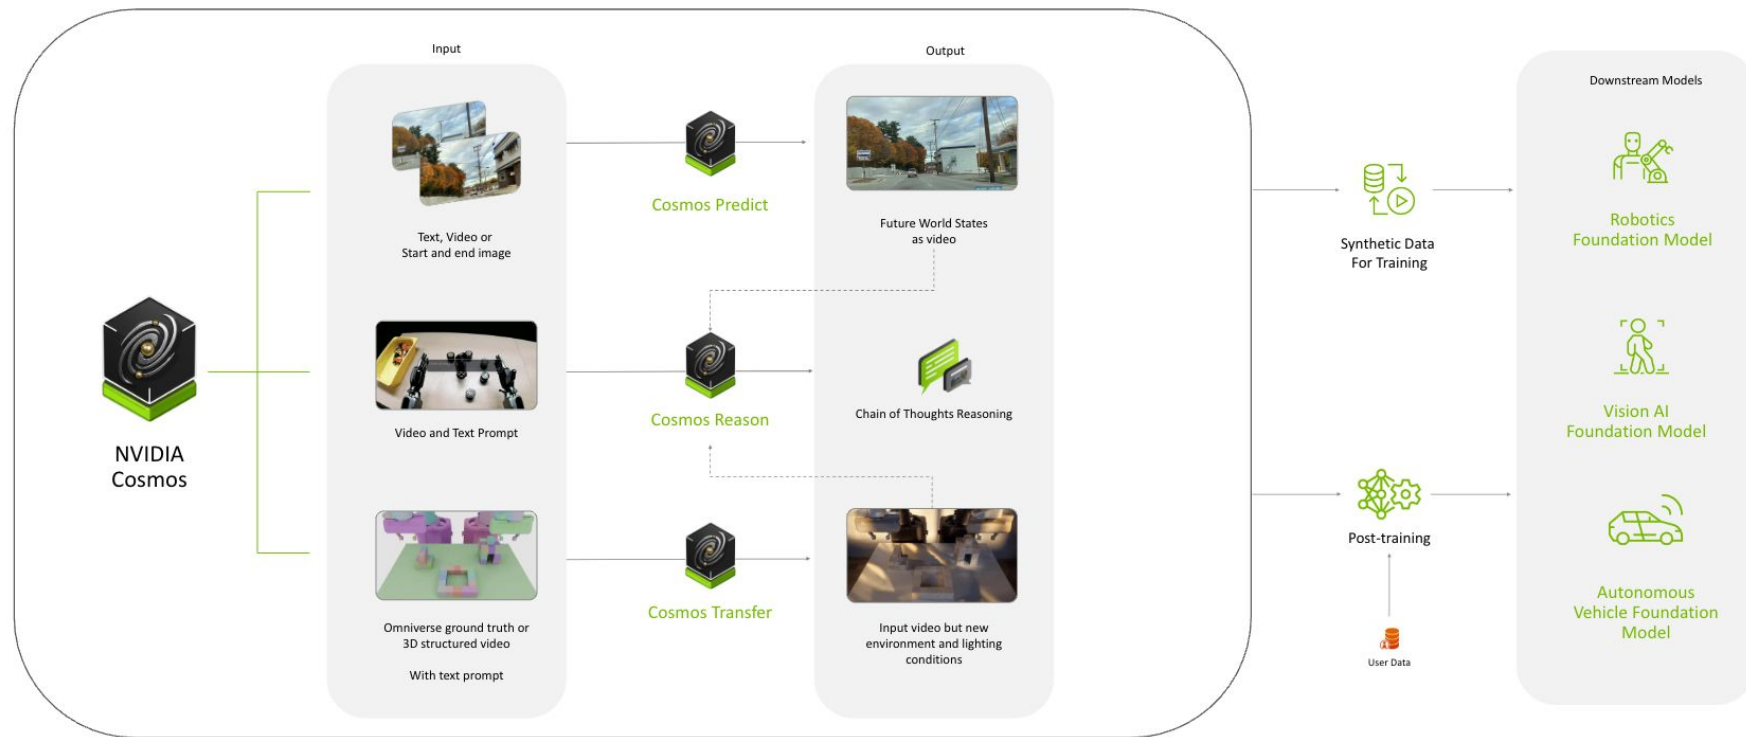 Input
Output
Downstream Models
Cosmos Predict
Text, Video or
Start and end image
Future World States
as video
Synthetic Data
For Training
Robotics
Foundation Model
NVIDIA
Cosmos
Video and Text Prompt
Cosmos Reason
Chain of Thoughts Reasoning
Vision AI
Foundation Model
Omniverse ground truth or
3D structured video
With text prompt
Cosmos Transfer
Input video but new
environment and lighting
conditions
Post-training
User Data
Autonomous
Vehicle Foundation
Model